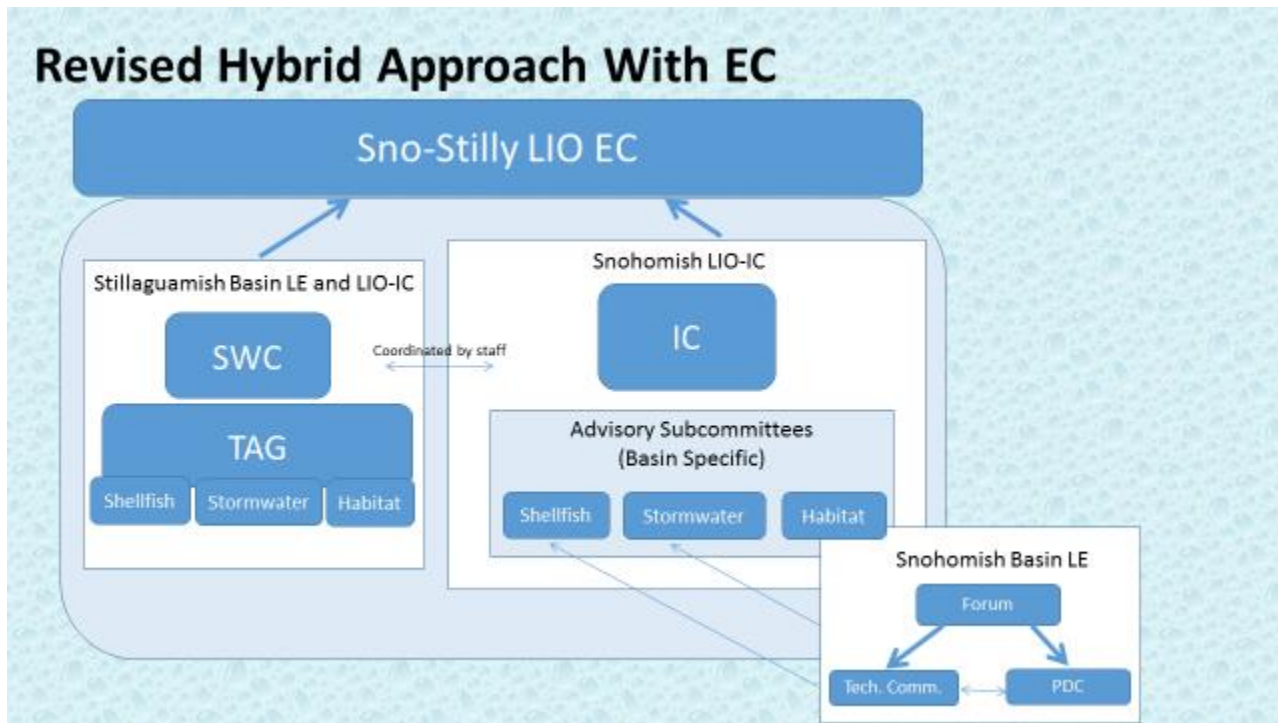 Revised Hybrid Approach With EC
Sno-Stilly LIO EC
Stillaguamish Basin LE and LIO-IC
SWC
TAG
Shellfish
Stormwater
Habitat
Coordinated by staff
Snohomish LIO-IC
IC
Advisory Subcommittees
(Basin Specific)
Shellfish
Stormwater
Habitat
Snohomish Basin LE
Forum
Tech. Comm.
PDC